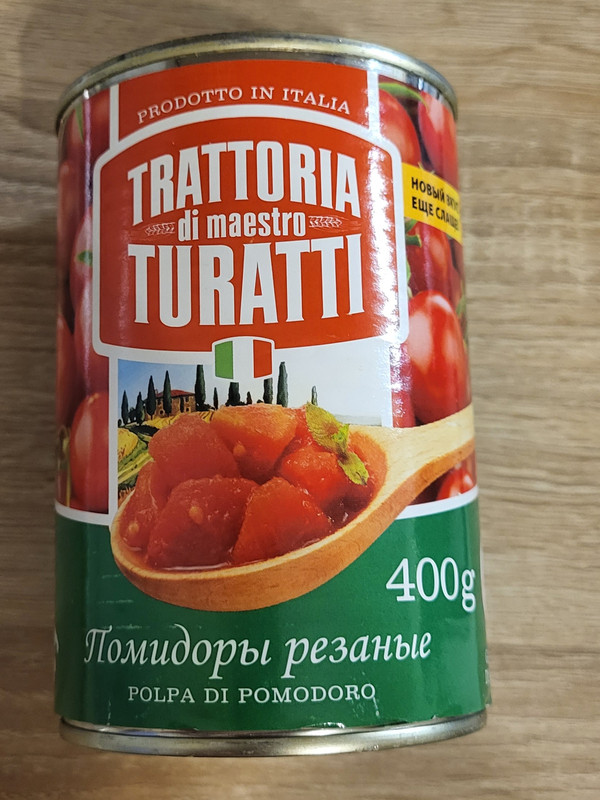 PRODOTTO IN ITALIA
TRATTORIA
di maestro
TURATTI
НОВЫЙ ВКУС
ЕЩЕ СЛАЩЕ
400g
Помидоры резаные
POLPA DI POMODORO